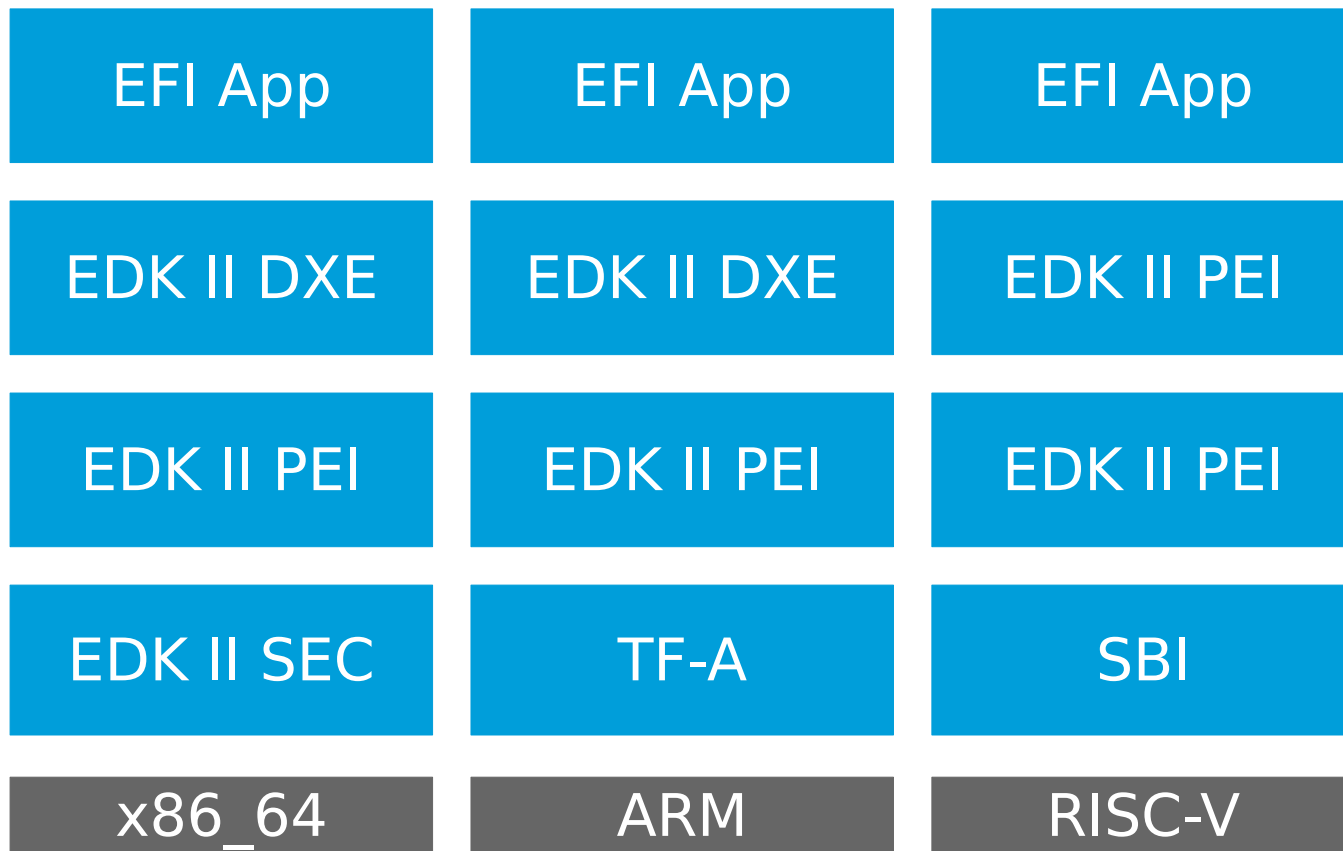 EFI App
EFI App
EFI App
EDK II DXE
EDK II DXE
EDK II PEI
EDK II PEI
EDK II PEI
EDK II PEI
EDK II SEC
TF-A
SBI
x86_64
ARM
RISC-V